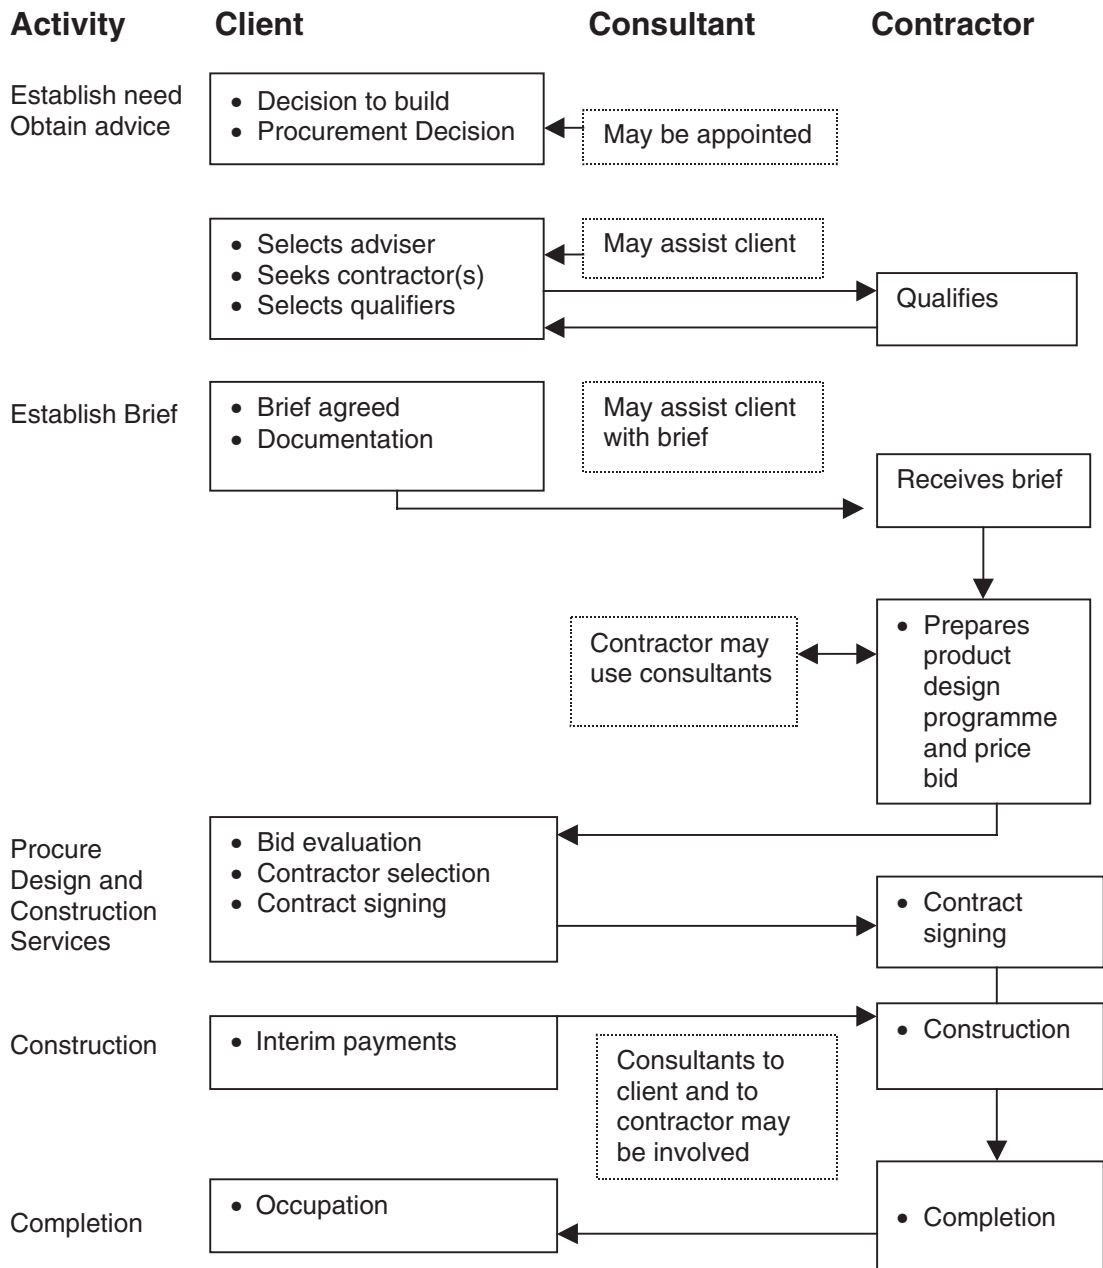 Activity Client Consultant Contractor
Establish need
Obtain advice
• Decision to build
• Procurement Decision
May be appointed
• Selects adviser
• Seeks contractor(s)
• Selects qualifiers
May assist client
Qualifies
Establish Brief
• Brief agreed
• Documentation
May assist client
with brief
Receives brief
Contractor may
use consultants
• Prepares
product
design
programme
and price
bid
Procure
Design and
Construction
Services
• Bid evaluation
• Contractor selection
• Contract signing
• Contract
signing
Construction
• Interim payments
Consultants to
client and to
contractor may
be involved
• Construction
Completion
• Occupation
• Completion